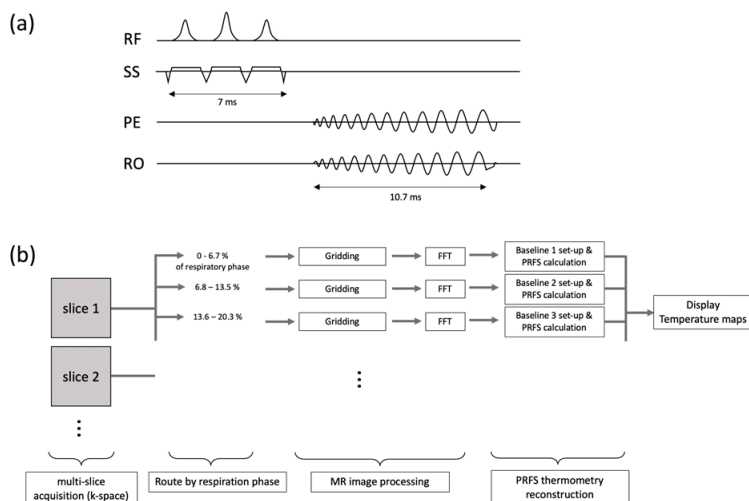 (a)
RF
SS
7 ms
PE
RO
10.7 ms
(b)
slice 1
slice 2
0 - 6.7 %
of respiratory phase
6.8 – 13.5 %
13.6 – 20.3 %
Gridding
FFT
Baseline 1 set-up &
PRFS calculation
Gridding
FFT
Baseline 2 set-up &
PRFS calculation
Gridding
FFT
Baseline 3 set-up &
PRFS calculation
Display
Temperature maps
multi-slice
acquisition (k-space)
Route by respiration phase
MR image processing
PRFS thermometry
reconstruction